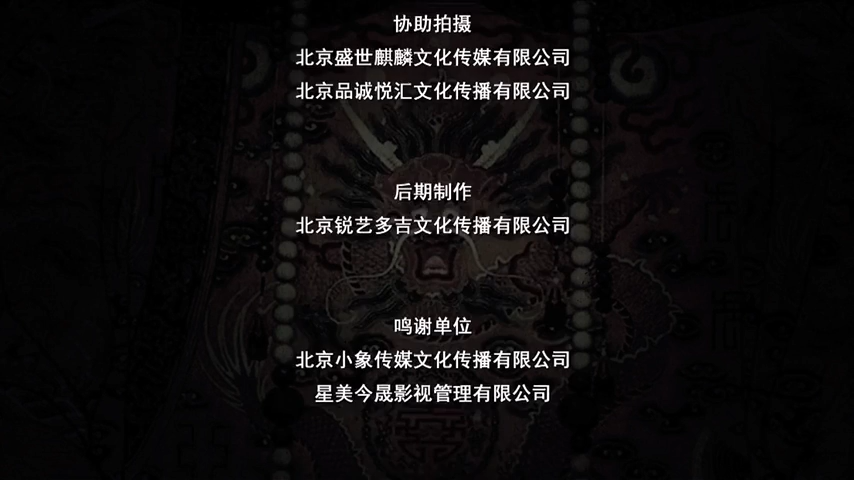 协助拍摄
北京盛世麒麟文化传媒有限公司
北京品诚悦汇文化传播有限公司
后期制作
北京锐艺多吉文化传播有限公司
鸣谢单位
北京小象传媒文化传播有限公司
星美今晟影视管理有限公司